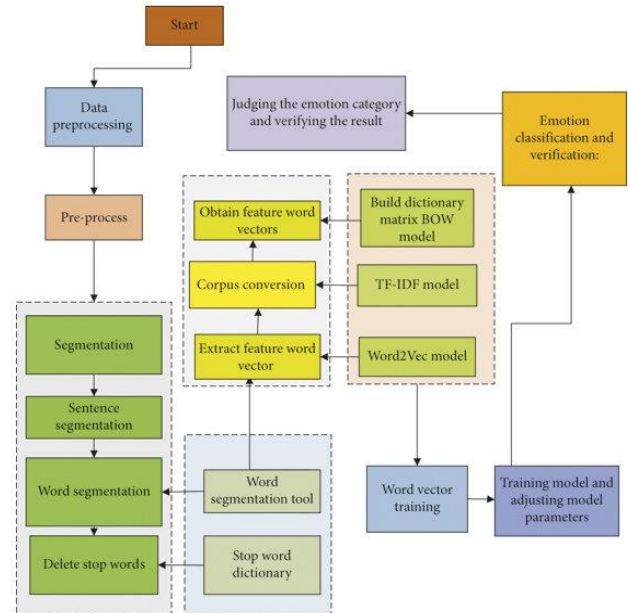 Start
Data
preprocessing
Pre-process
Segmentation
Sentence
segmentation
Word segmentation
Delete stop words
Judging the emotion category
and verifying the result
Obtain feature word
vectors
Corpus conversion
Extract feature word
vector
Word
segmentation tool
Stop word
dictionary
Build dictionary
matrix BOW
model
TF-IDF model
Word2Vec model
Emotion
classification and
verification:
Word vector
training
Training model and
adjusting model
parameters